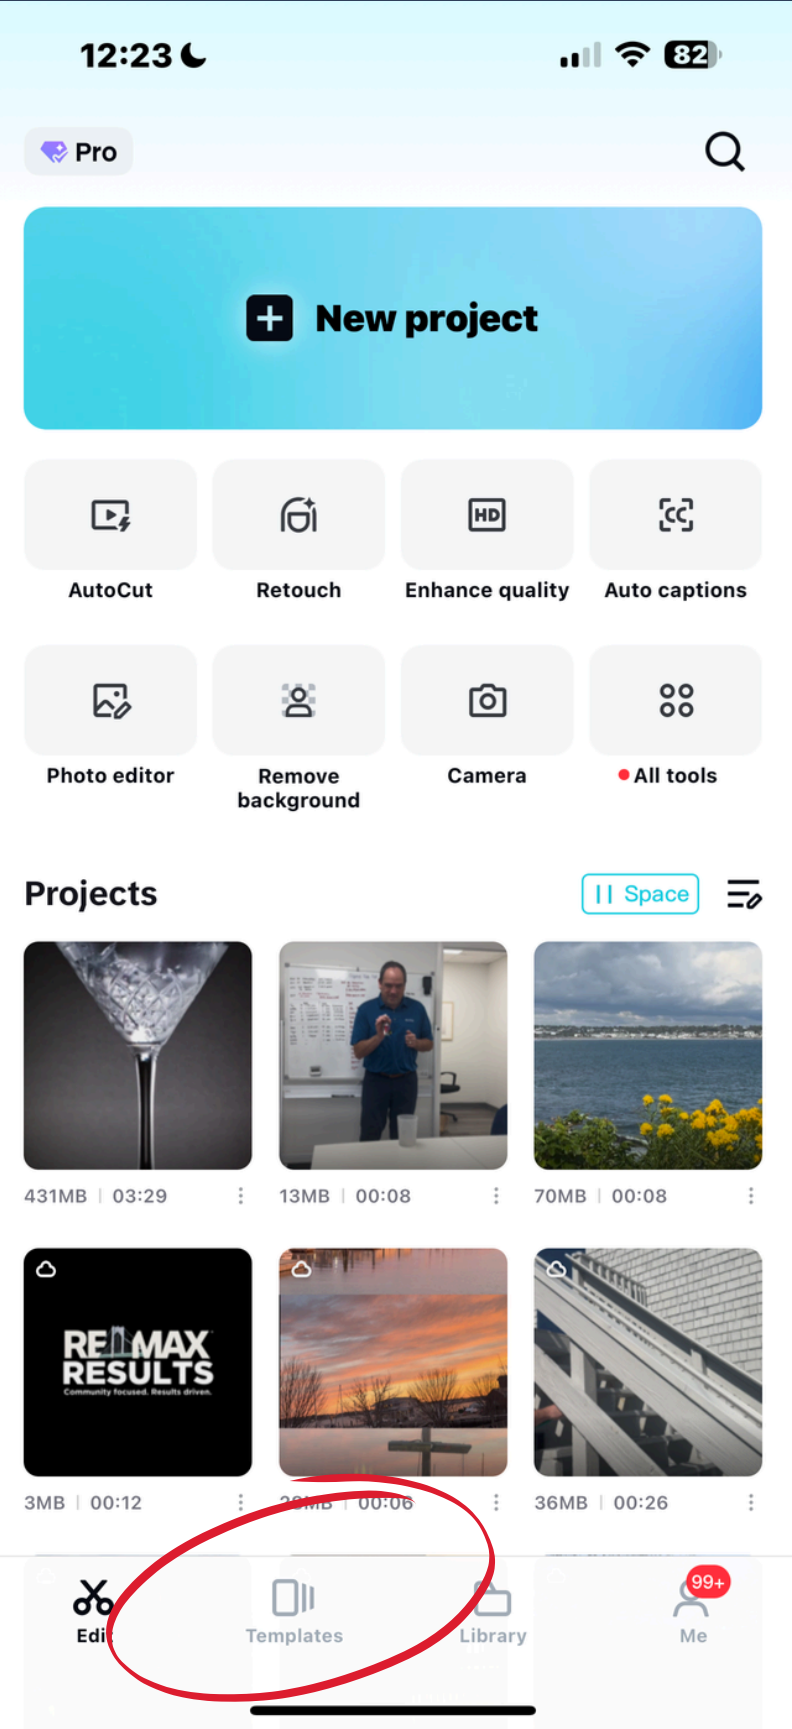 12:23
82
Pro
New project
HD
CC
AutoCut
Retouch
Enhance quality
Auto captions
Photo editor
Remove
background
Camera
All tools
Projects
Space
431MB | 03:29
13MB | 00:08
70MB | 00:08
RE/MAX
RESULTS
Community focused. Results driven.
3MB | 00:12
00:06
36MB | 00:26
99+
Edit
Templates
Library
Me